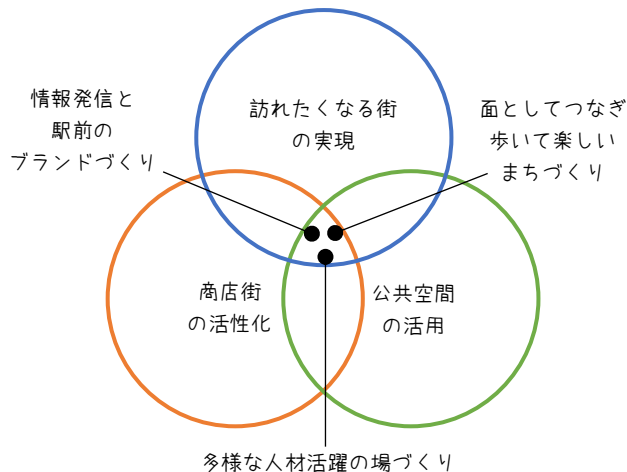 情報発信と
駅前の
ブランドづくり
訪れたくなる街
の実現
面としてつなぎ
歩いて楽しい
まちづくり
商店街
の活性化
公共空間
の活用
多様な人材活躍の場づくり